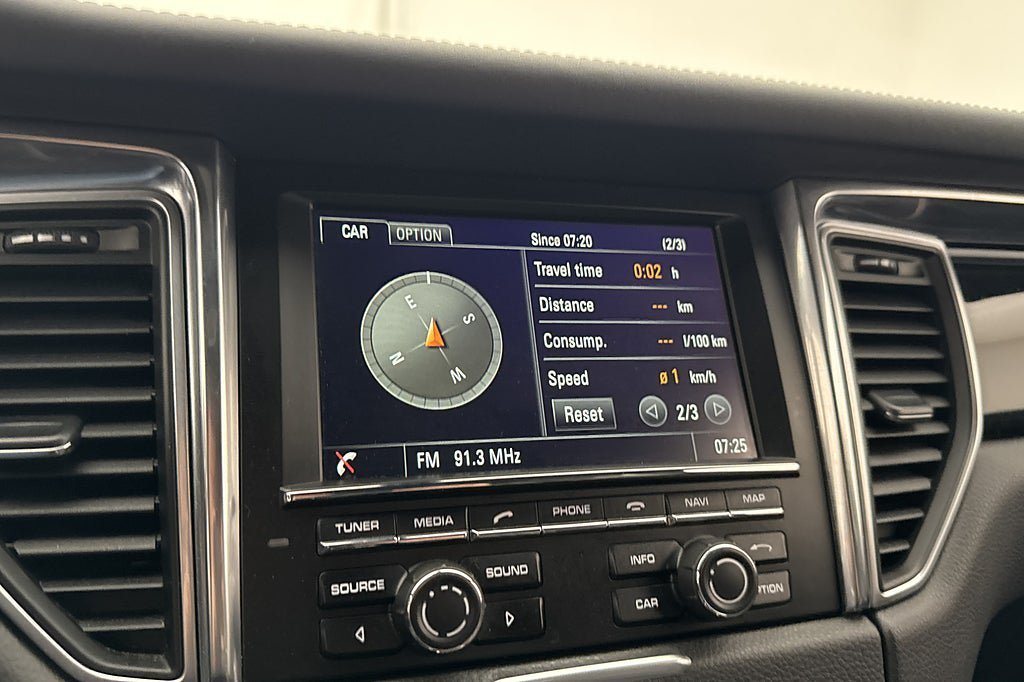 CAR OPTION Since 07:20 (2/3)
Travel time 0:02 h
Distance --- km
Consump. --- l/100 km
Speed ø 1 km/h
Reset 2/3
E S
N W
FM 91.3 MHz 07:25
TUNER MEDIA PHONE NAVI MAP
SOURCE SOUND INFO
CAR